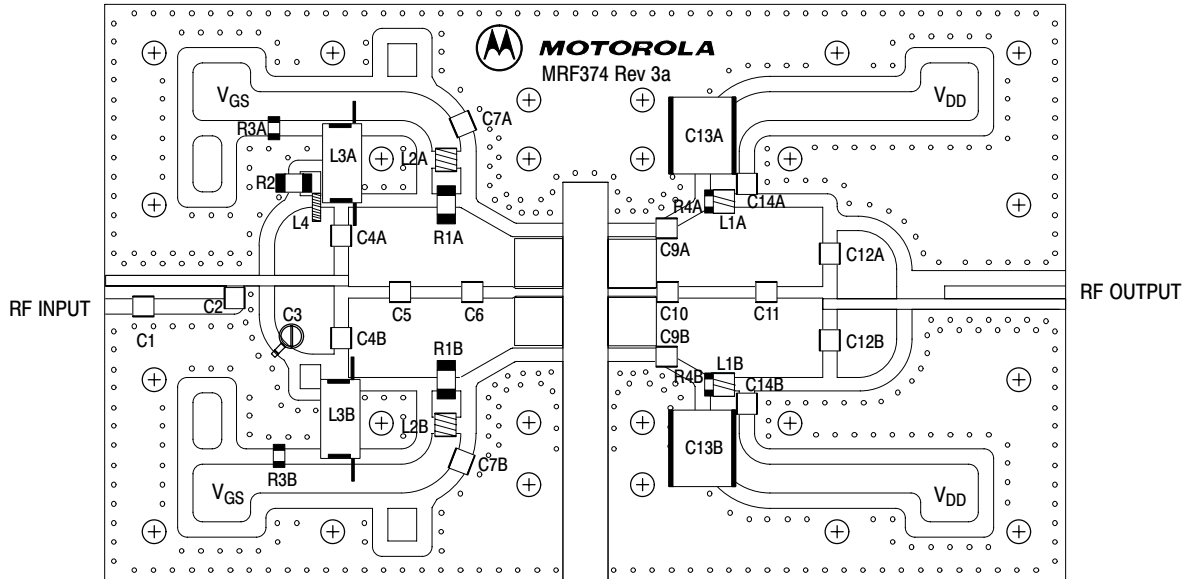 MOTOROLA
MRF374 Rev 3a
VGS
VDD
C7A
R3A
L3A
C13A
L2A
R2
C14A
R4A
L4
L1A
C4A
R1A
C9A
C12A
RF INPUT
C2
C1
C3
C5
C6
C10
C11
RF OUTPUT
C4B
R1B
C9B
C12B
L1B
R4B
C14B
L3B
L2B
C13B
C7B
R3B
VGS
VDD